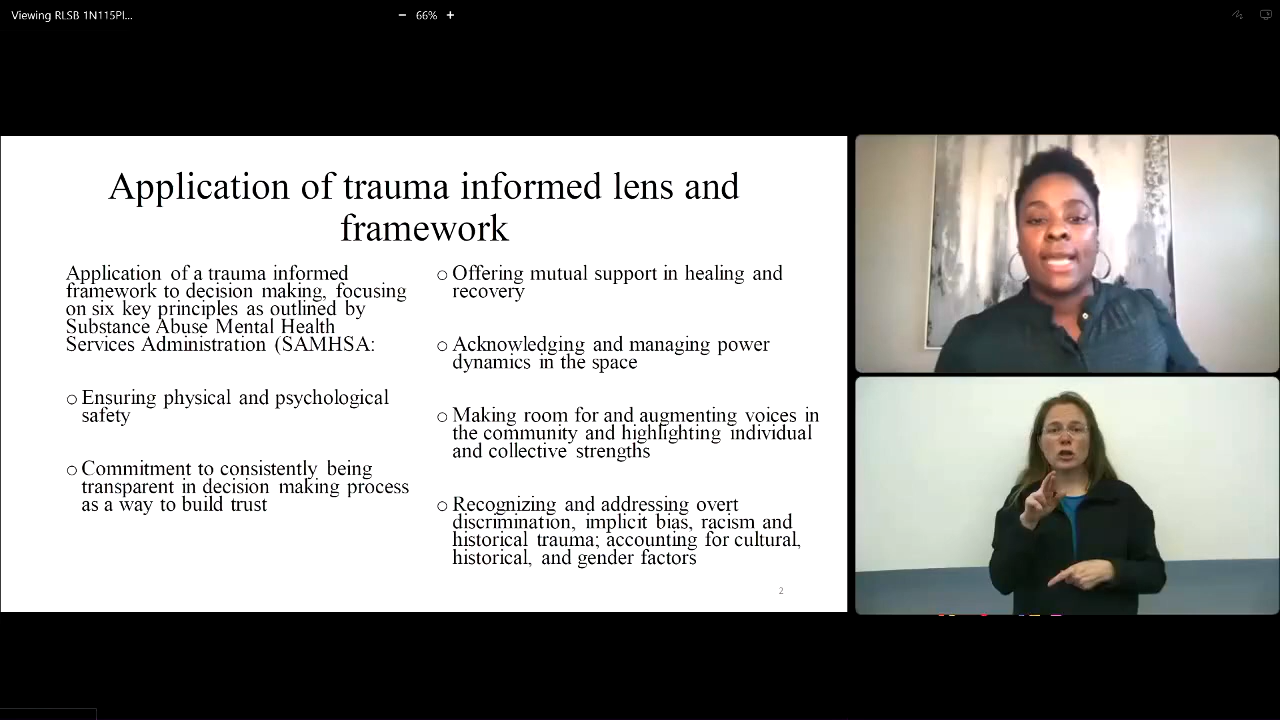 Viewing RLSB 1N115Pl...
66%
Application of trauma informed lens and
framework
Application of a trauma informed
framework to decision making, focusing
on six key principles as outlined by
Substance Abuse Mental Health
Services Administration (SAMHSA:
Ensuring physical and psychological
safety
Commitment to consistently being
transparent in decision making process
as a way to build trust
Offering mutual support in healing and
recovery
Acknowledging and managing power
dynamics in the space
Making room for and augmenting voices in
the community and highlighting individual
and collective strengths
Recognizing and addressing overt
discrimination, implicit bias, racism and
historical trauma; accounting for cultural,
historical, and gender factors
2